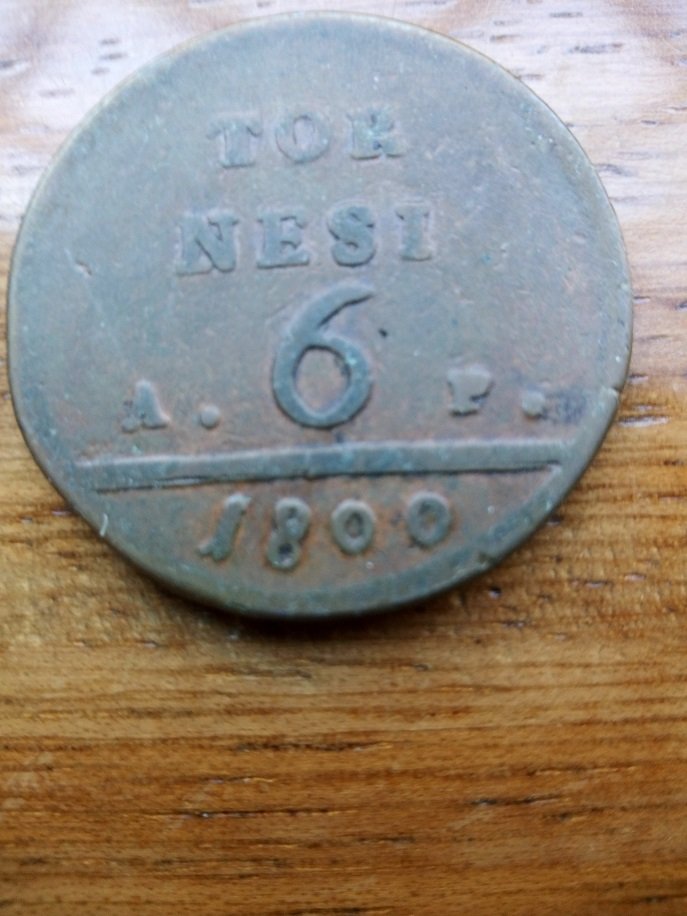 TOR
NESI
6
A. P.
1800